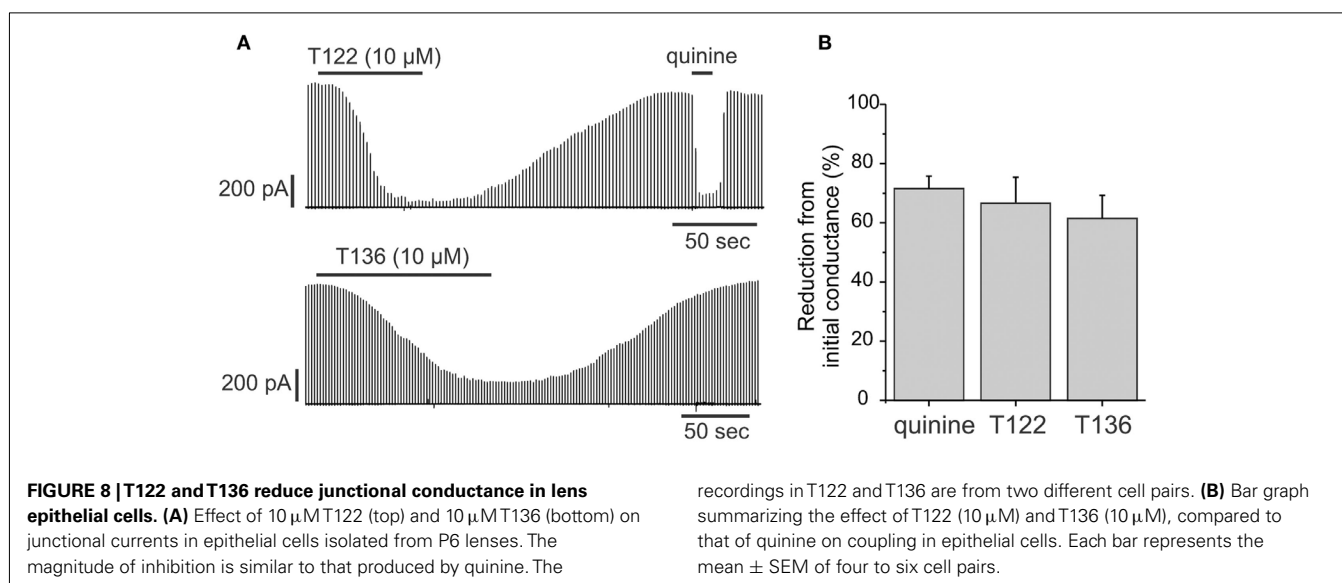 A
T122 (10 µM)
quinine
200 pA
50 sec
T136 (10 µM)
200 pA
50 sec
B
Reduction from
initial conductance (%)
100
80
60
40
20
0
quinine T122 T136
FIGURE 8 | T122 and T136 reduce junctional conductance in lens
epithelial cells. (A) Effect of 10 µM T122 (top) and 10 µM T136 (bottom) on
junctional currents in epithelial cells isolated from P6 lenses. The
magnitude of inhibition is similar to that produced by quinine. The
recordings in T122 and T136 are from two different cell pairs. (B) Bar graph
summarizing the effect of T122 (10 µM) and T136 (10 µM), compared to
that of quinine on coupling in epithelial cells. Each bar represents the
mean ± SEM of four to six cell pairs.